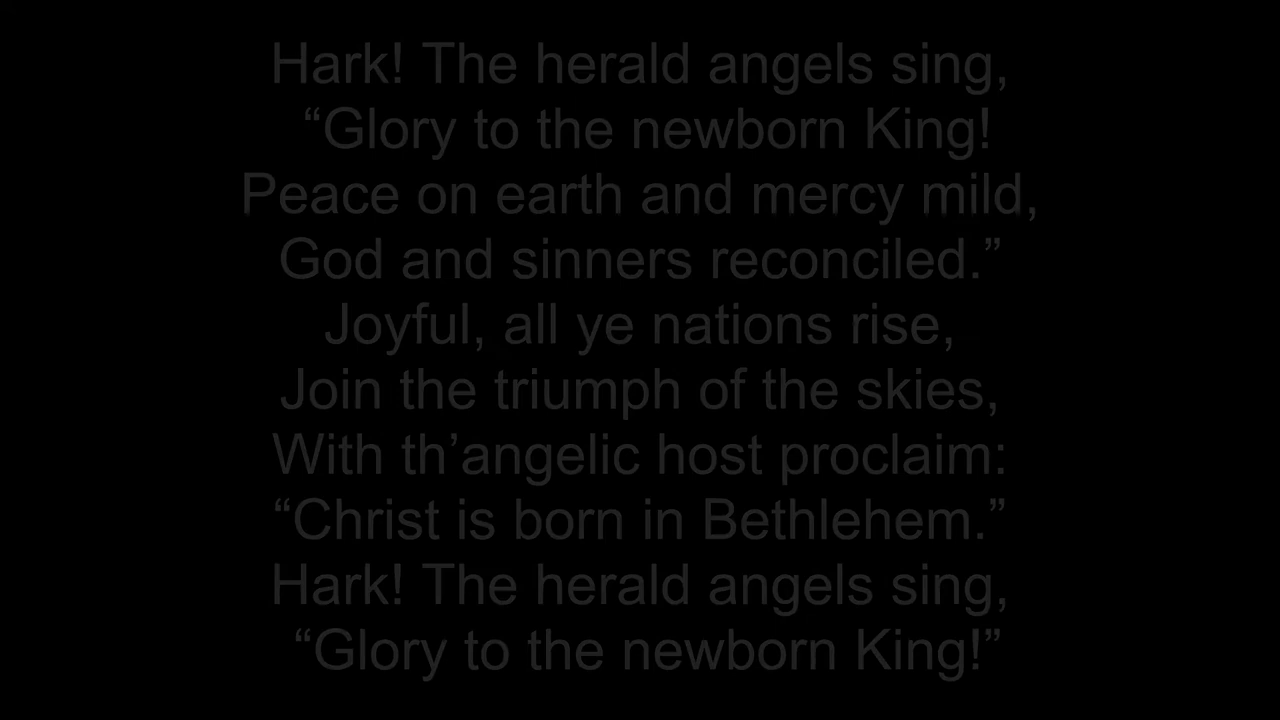 Hark! The herald angels sing,
“Glory to the newborn King!
Peace on earth and mercy mild,
God and sinners reconciled.”
Joyful, all ye nations rise,
Join the triumph of the skies,
With th’angelic host proclaim:
“Christ is born in Bethlehem.”
Hark! The herald angels sing,
“Glory to the newborn King!”